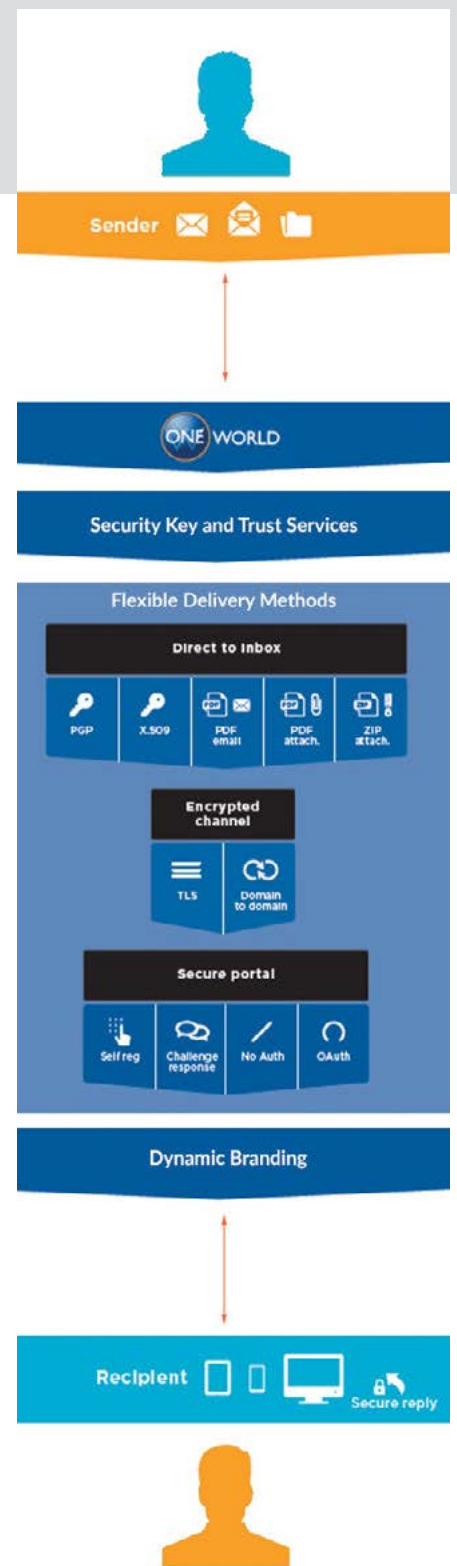 Sender
ONE WORLD
Security Key and Trust Services
Flexible Delivery Methods
Direct to Inbox
PGP
X.509
PDF
email
PDF
attach.
ZIP
attach.
Encrypted
channel
TLS
Domain
to domain
Secure portal
Self reg
Challenge
response
No Auth
OAuth
Dynamic Branding
Recipient
Secure reply